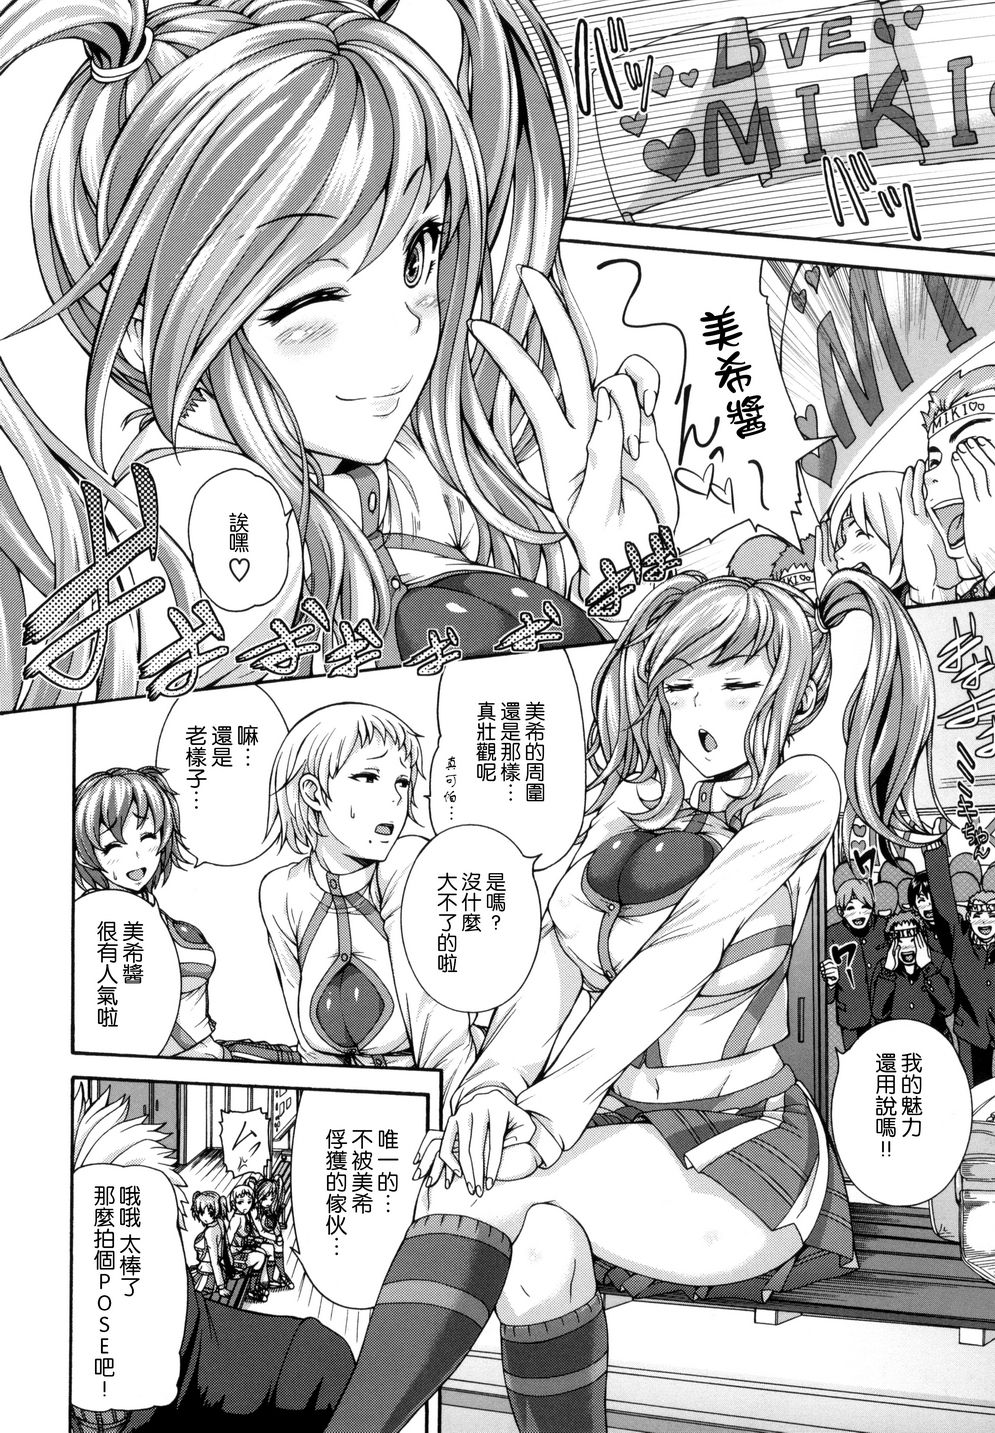 LOVE
MIKI
バッ
バッ
MI
美希醬
MIKI♡
MIKI♡
誒嘿♡
美希的周圍
還是那樣…
真壯觀呢
真可怕…
嘛…
還是
老樣子…
是嗎？
沒什麼
大不了的啦
美希醬
很有人氣啦
我的魅力
還用說嗎!!
唯一的…
不被美希
俘獲的傢伙…
哦哦 太棒了
那麼拍個POSE吧！